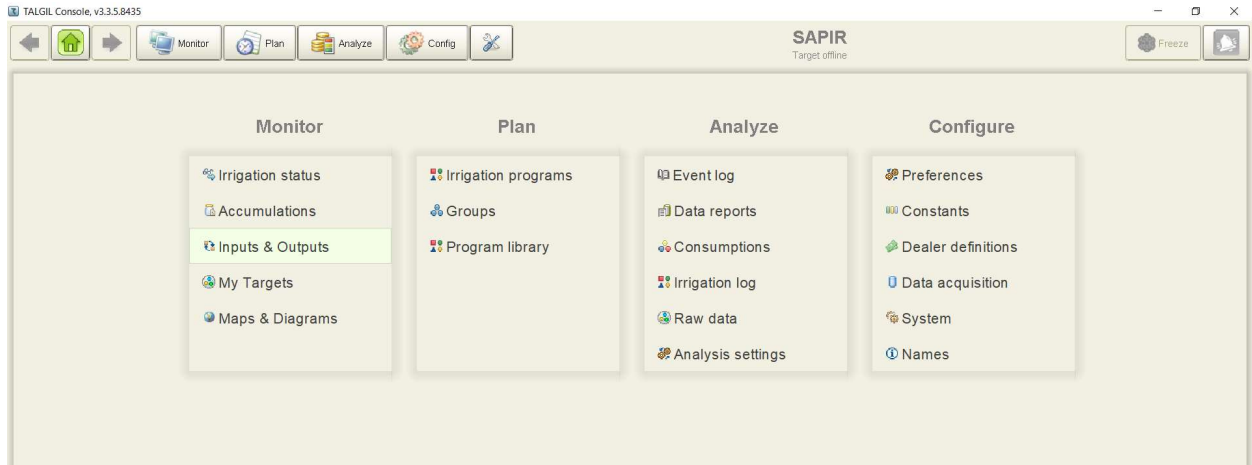 TALGIL Console, v3.3.5.8435
Monitor
Plan
Analyze
Config
SAPIR
Target offline
Freeze
Monitor
Irrigation status
Accumulations
Inputs & Outputs
My Targets
Maps & Diagrams
Plan
Irrigation programs
Groups
Program library
Analyze
Event log
Data reports
Consumptions
Irrigation log
Raw data
Analysis settings
Configure
Preferences
Constants
Dealer definitions
Data acquisition
System
Names